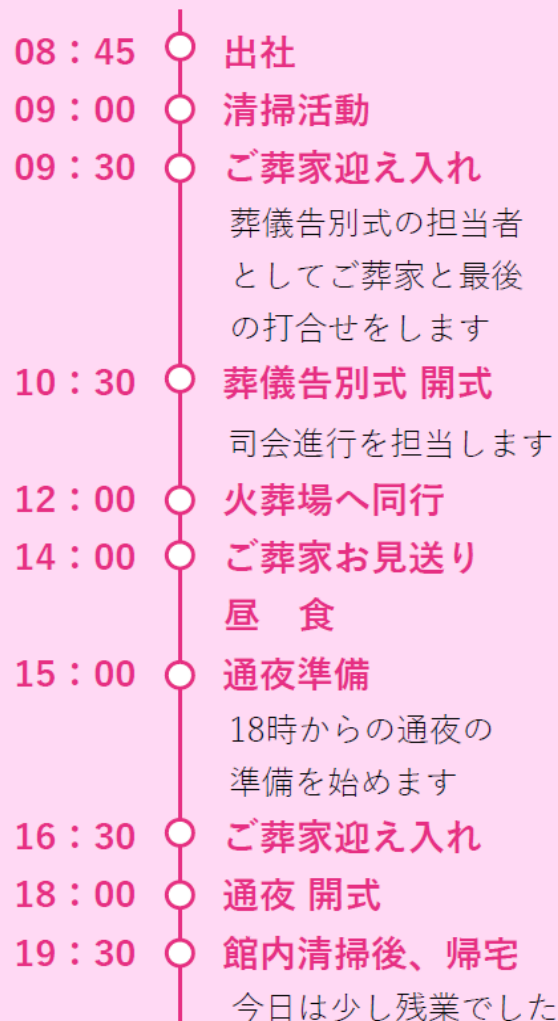 08：45 出社
09：00 清掃活動
09：30 ご葬家迎え入れ
葬儀告別式の担当者
としてご葬家と最後
の打合せをします
10：30 葬儀告別式 開式
司会進行を担当します
12：00 火葬場へ同行
14：00 ご葬家お見送り
昼　食
15：00 通夜準備
18時からの通夜の
準備を始めます
16：30 ご葬家迎え入れ
18：00 通夜 開式
19：30 館内清掃後、帰宅
今日は少し残業でした